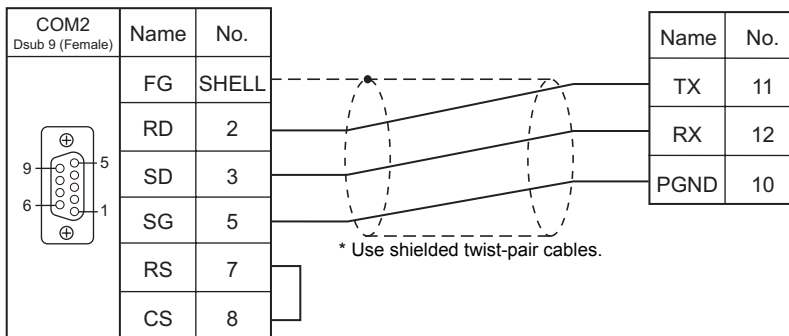 COM2
Dsub 9 (Female)
Name No.
FG SHELL
RD 2
SD 3
SG 5
RS 7
CS 8
9
5
6
1
Name No.
TX 11
RX 12
PGND 10
* Use shielded twist-pair cables.